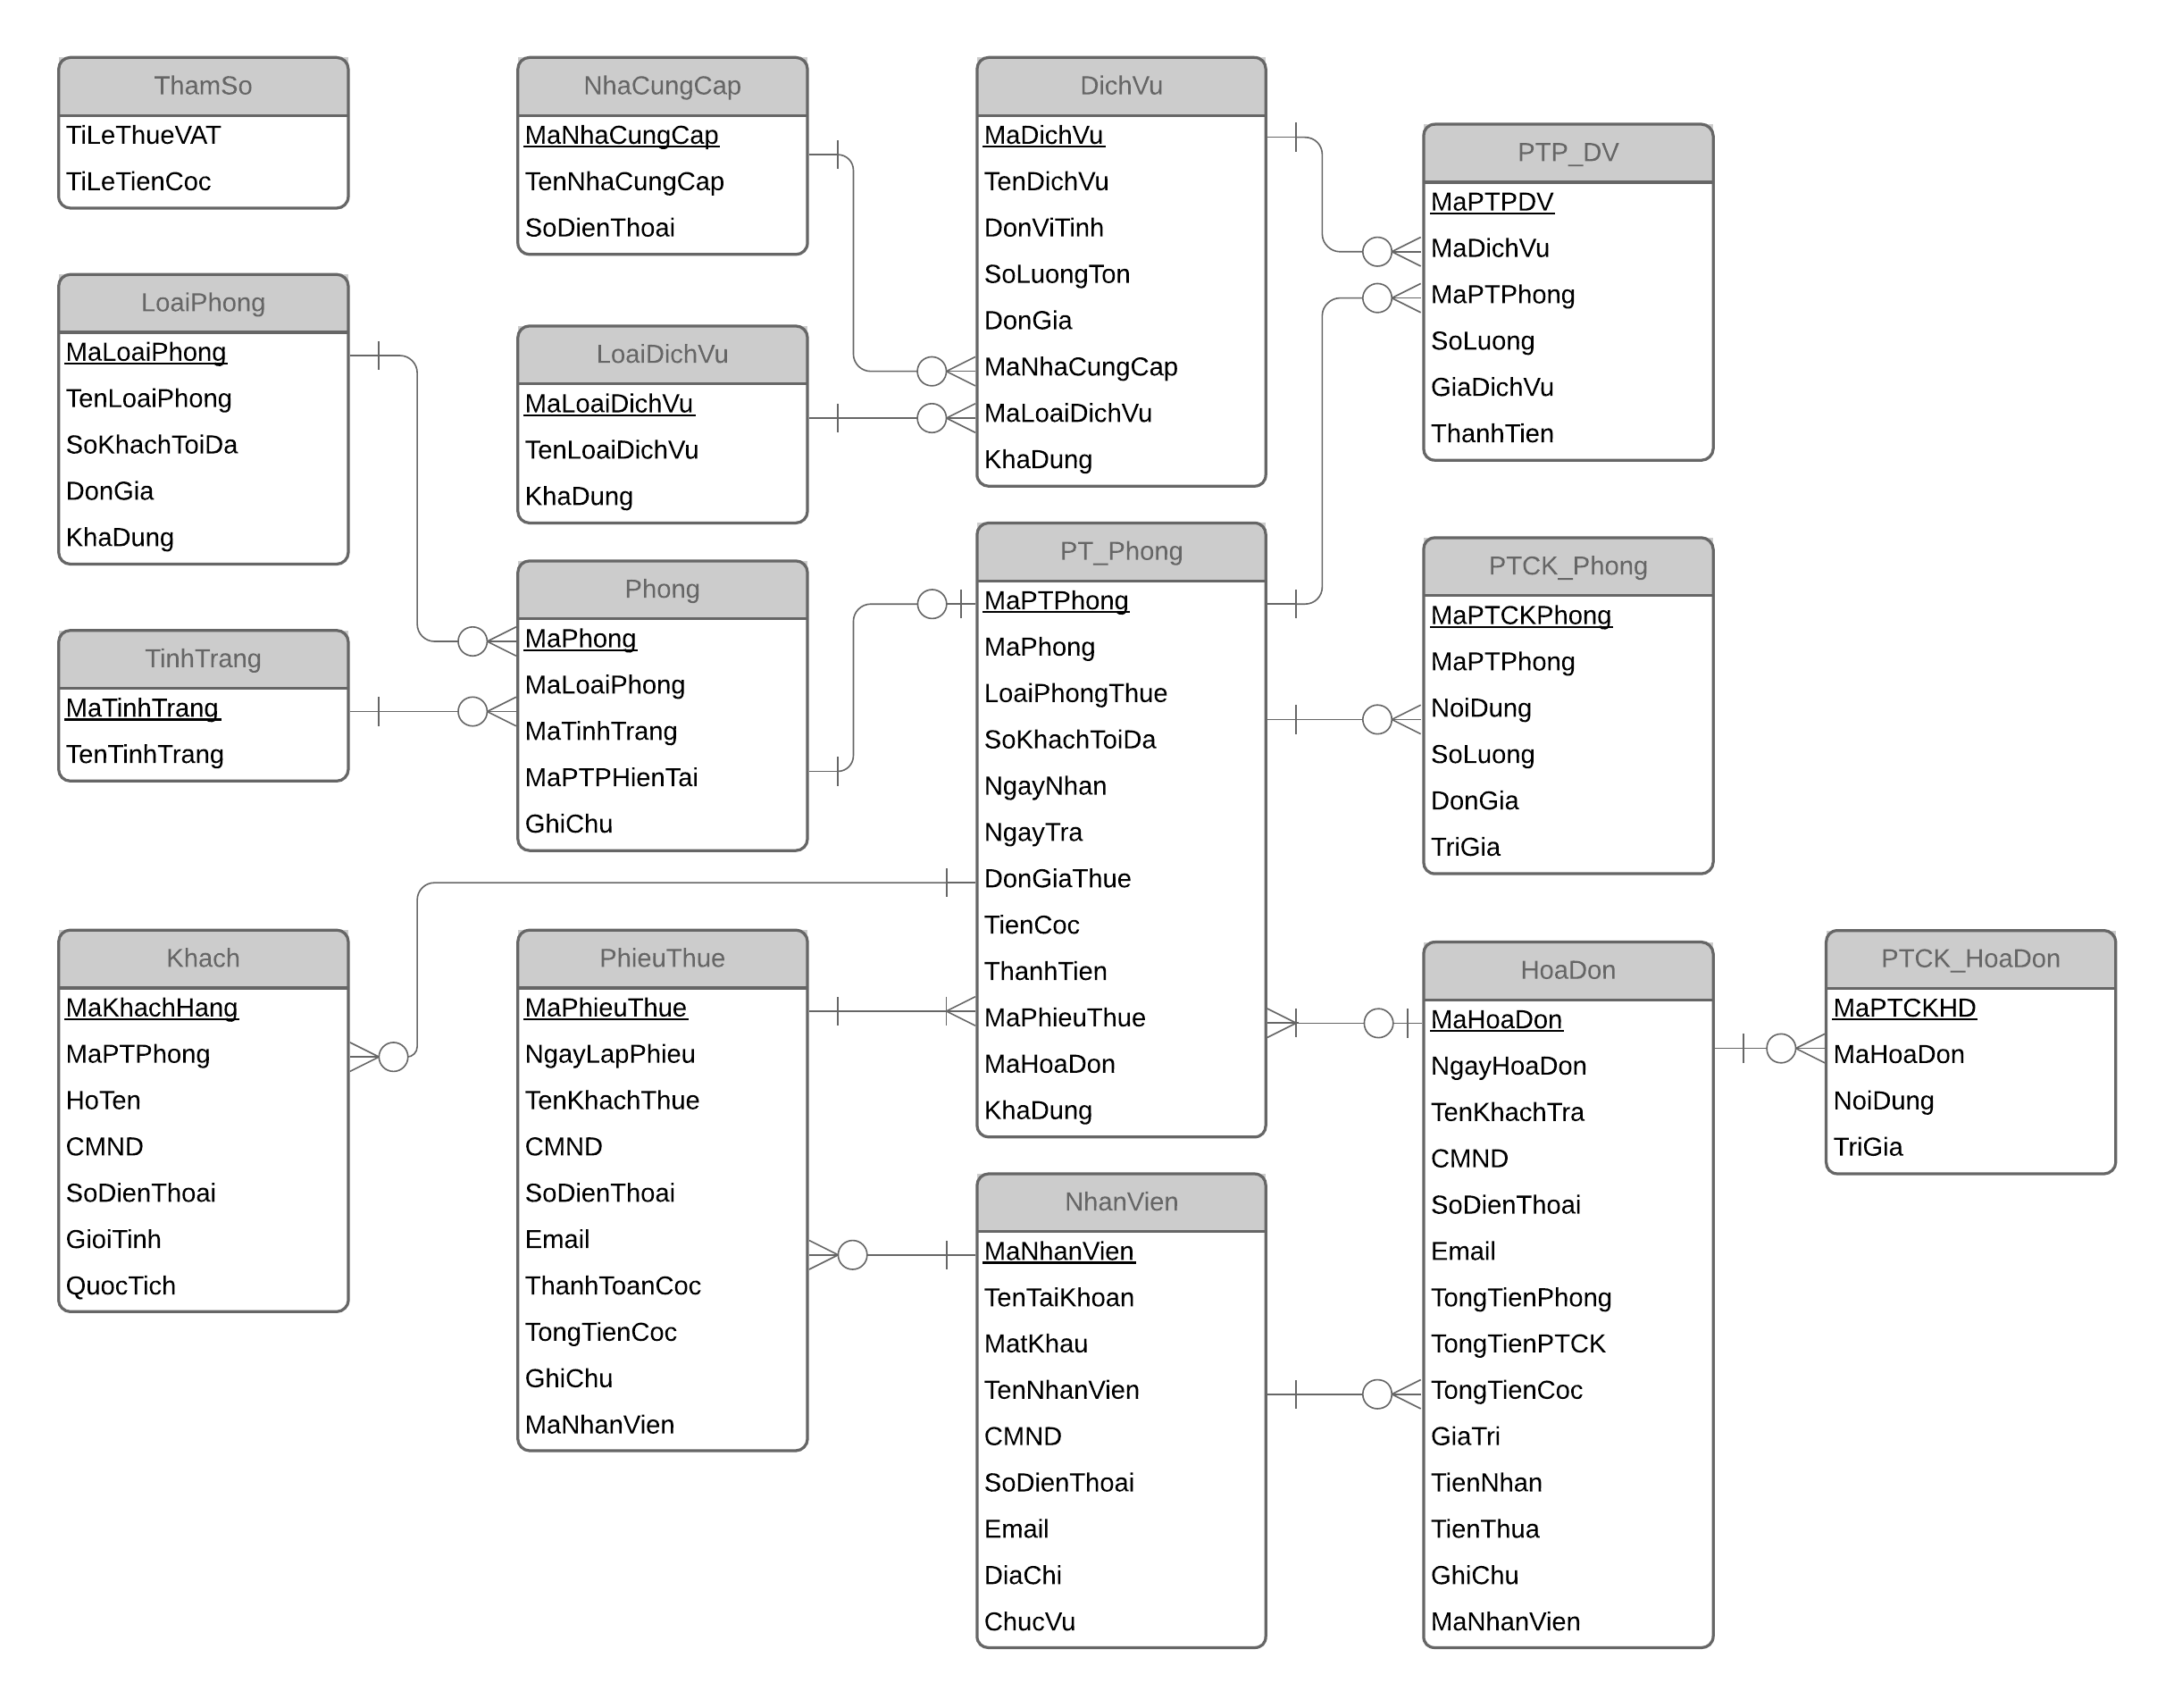 ThamSo
TiLeThueVAT
TiLeTienCoc
LoaiPhong
MaLoaiPhong
TenLoaiPhong
SoKhachToiDa
DonGia
KhaDung
TinhTrang
MaTinhTrang
TenTinhTrang
Khach
MaKhachHang
MaPTPhong
HoTen
CMND
SoDienThoai
GioiTinh
QuocTich
NhaCungCap
MaNhaCungCap
TenNhaCungCap
SoDienThoai
LoaiDichVu
MaLoaiDichVu
TenLoaiDichVu
KhaDung
Phong
MaPhong
MaLoaiPhong
MaTinhTrang
MaPTPHienTai
GhiChu
PhieuThue
MaPhieuThue
NgayLapPhieu
TenKhachThue
CMND
SoDienThoai
Email
ThanhToanCoc
TongTienCoc
GhiChu
MaNhanVien
DichVu
MaDichVu
TenDichVu
DonViTinh
SoLuongTon
DonGia
MaNhaCungCap
MaLoaiDichVu
KhaDung
PT_Phong
MaPTPhong
MaPhong
LoaiPhongThue
SoKhachToiDa
NgayNhan
NgayTra
DonGiaThue
TienCoc
ThanhTien
MaPhieuThue
MaHoaDon
KhaDung
NhanVien
MaNhanVien
TenTaiKhoan
MatKhau
TenNhanVien
CMND
SoDienThoai
Email
DiaChi
ChucVu
PTP_DV
MaPTPDV
MaDichVu
MaPTPhong
SoLuong
GiaDichVu
ThanhTien
PTCK_Phong
MaPTCKPhong
MaPTPhong
NoiDung
SoLuong
DonGia
TriGia
HoaDon
MaHoaDon
NgayHoaDon
TenKhachTra
CMND
SoDienThoai
Email
TongTienPhong
TongTienPTCK
TongTienCoc
GiaTri
TienNhan
TienThua
GhiChu
MaNhanVien
PTCK_HoaDon
MaPTCKHD
MaHoaDon
NoiDung
TriGia